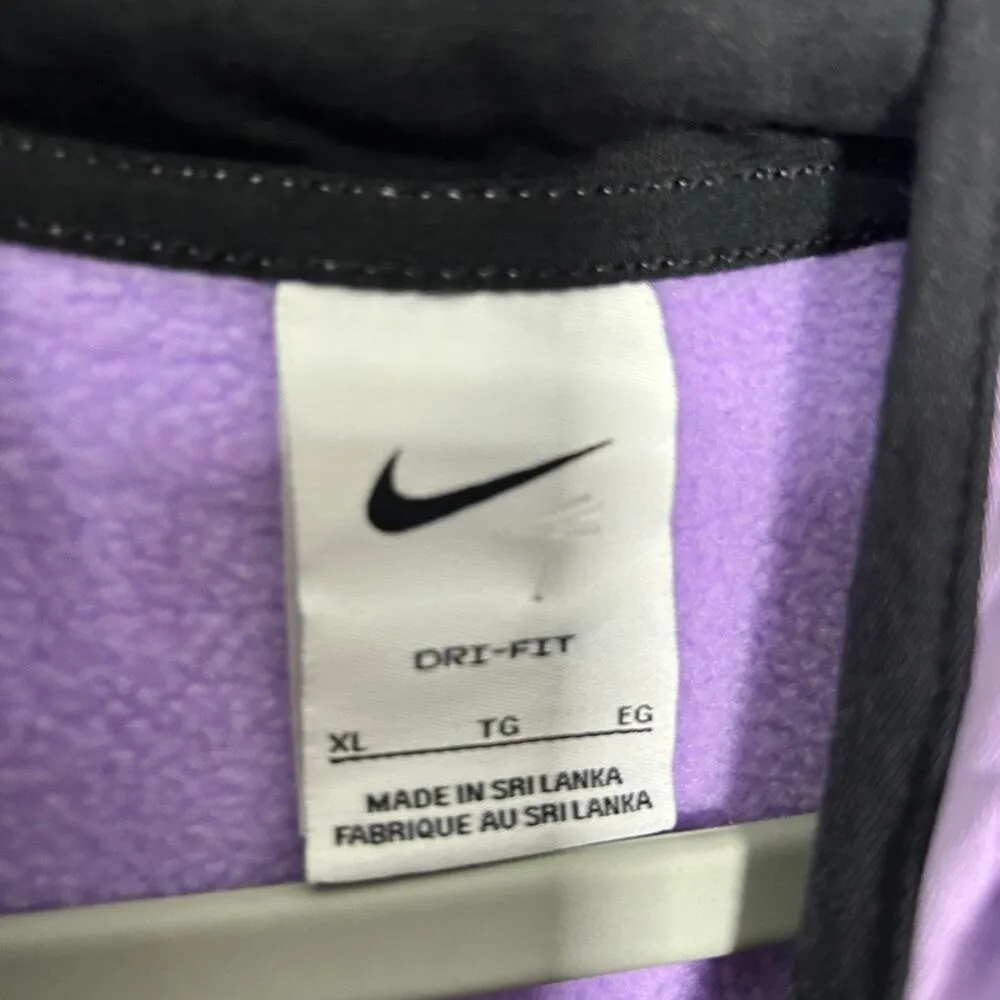 DRI-FIT
XL TG EG
MADE IN SRI LANKA
FABRIQUE AU SRI LANKA